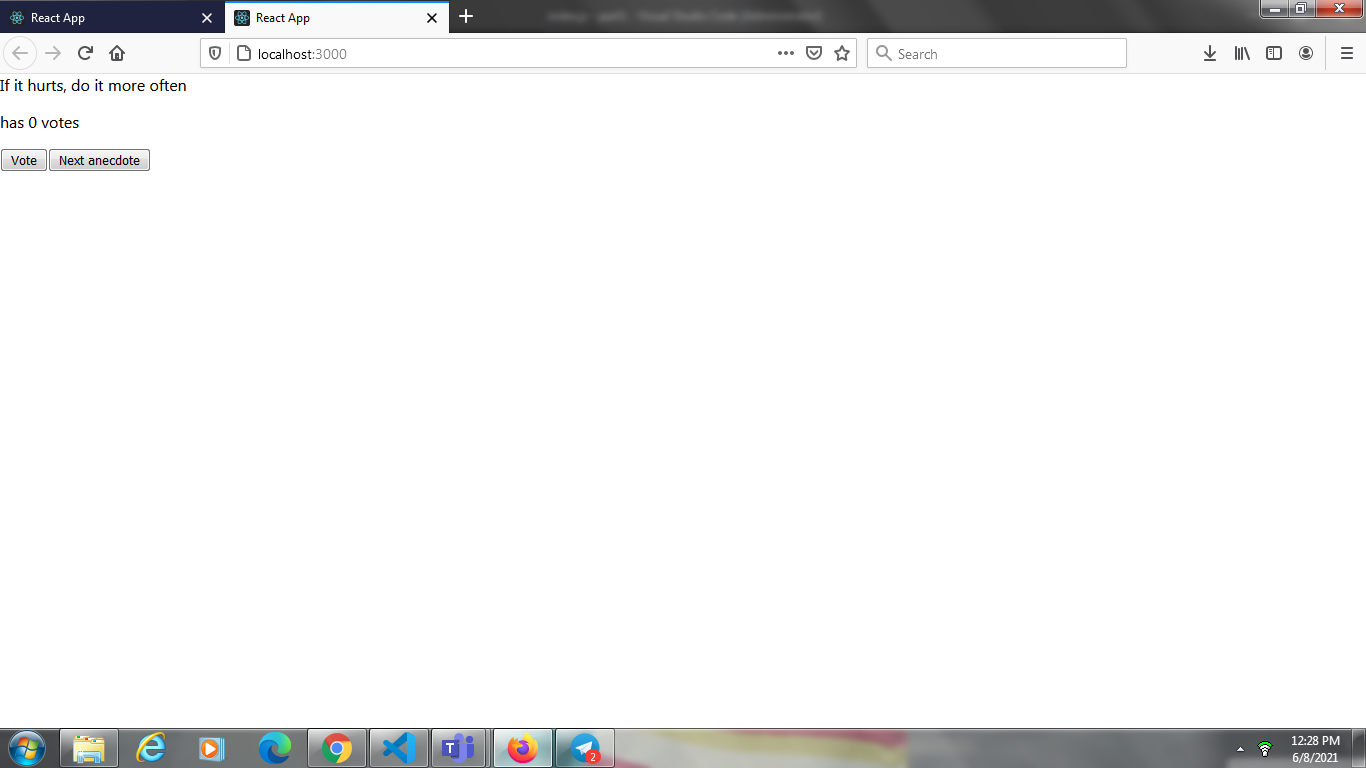 React App
React App
localhost:3000
Search
If it hurts, do it more often
has 0 votes
Vote
Next anecdote
2
12:28 PM
6/8/2021